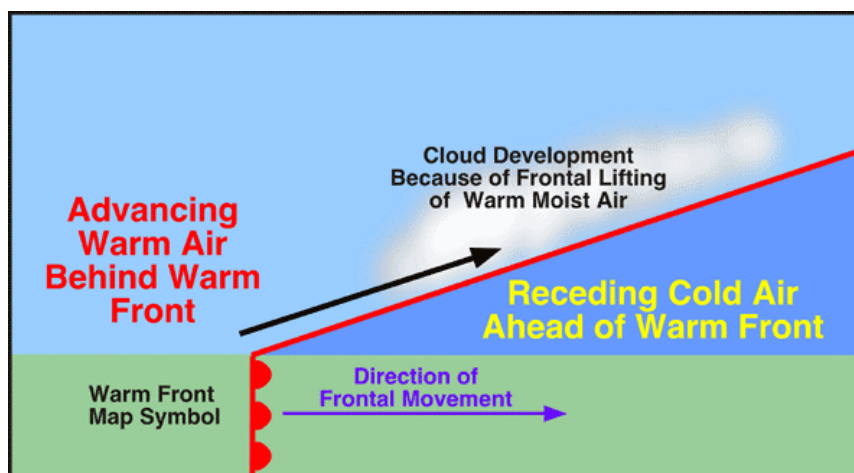 Cloud Development
Because of Frontal Lifting
of Warm Moist Air
Advancing
Warm Air
Behind Warm
Front
Receding Cold Air
Ahead of Warm Front
Warm Front
Map Symbol
Direction of
Frontal Movement